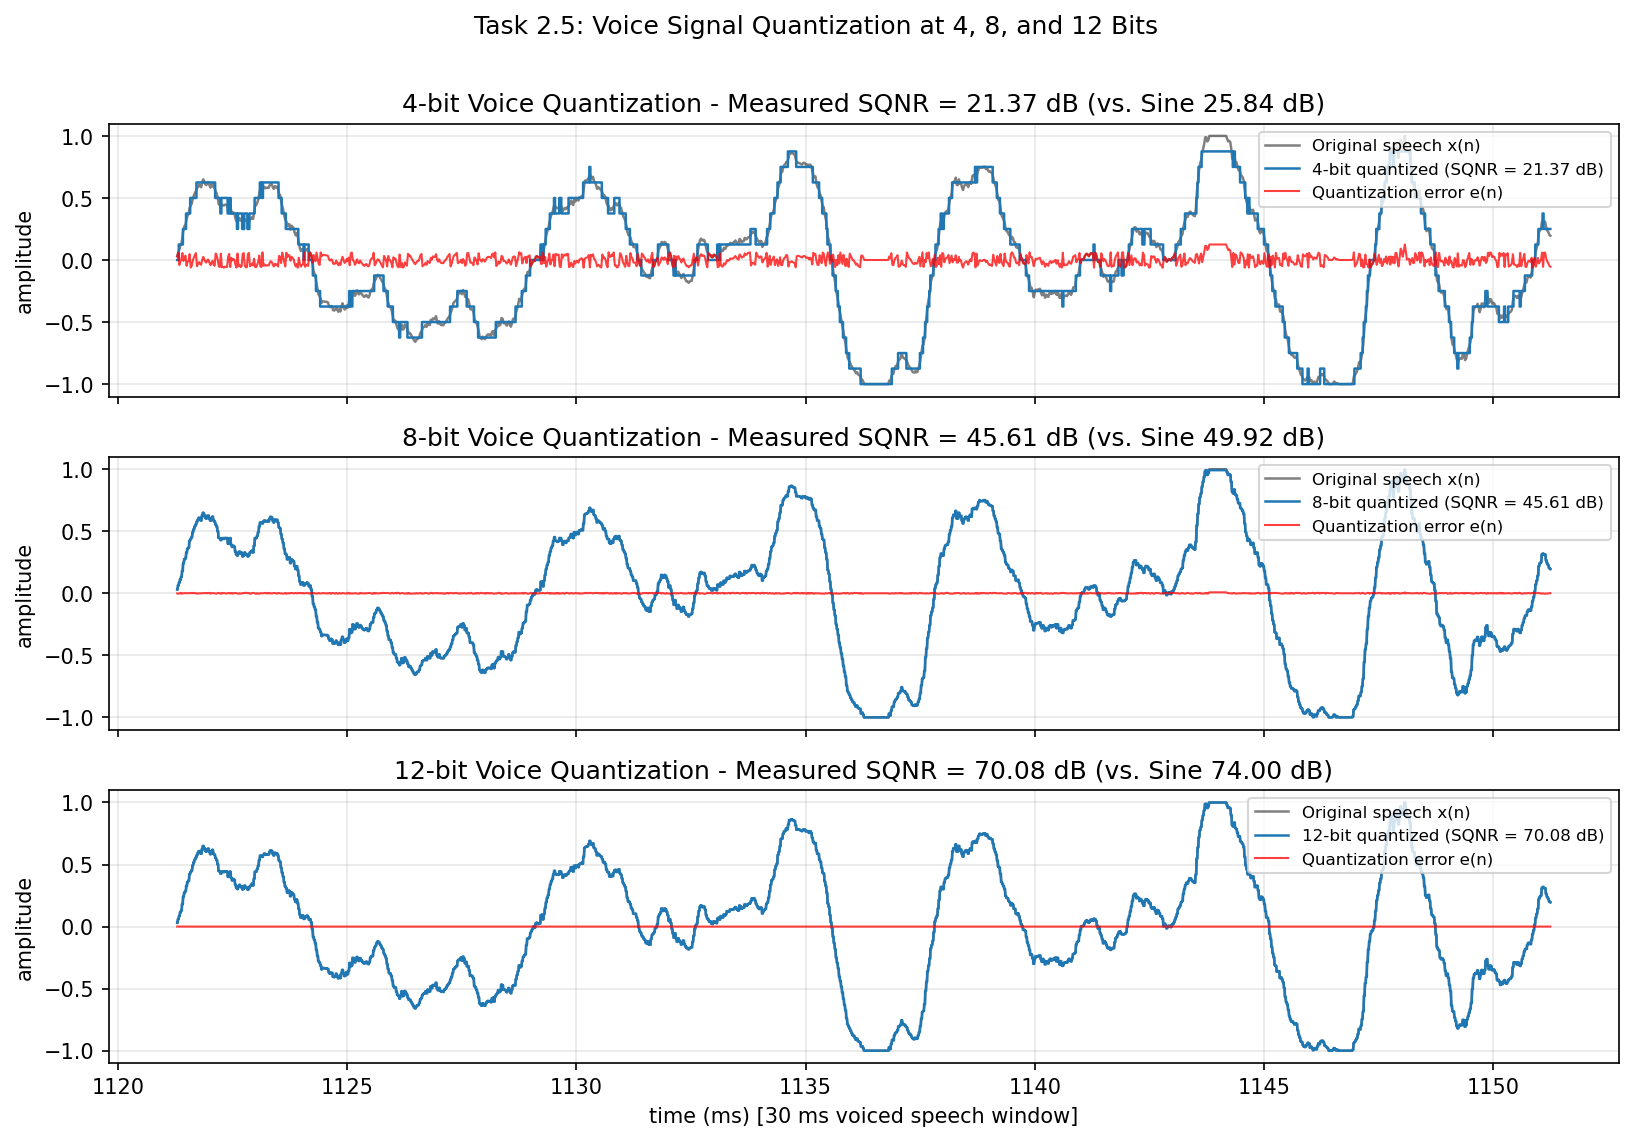 Task 2.5: Voice Signal Quantization at 4, 8, and 12 Bits
4-bit Voice Quantization - Measured SQNR = 21.37 dB (vs. Sine 25.84 dB)
1.0
0.5
0.0
−0.5
−1.0
amplitude
Original speech x(n)
4-bit quantized (SQNR = 21.37 dB)
Quantization error e(n)
8-bit Voice Quantization - Measured SQNR = 45.61 dB (vs. Sine 49.92 dB)
1.0
0.5
0.0
−0.5
−1.0
amplitude
Original speech x(n)
8-bit quantized (SQNR = 45.61 dB)
Quantization error e(n)
12-bit Voice Quantization - Measured SQNR = 70.08 dB (vs. Sine 74.00 dB)
1.0
0.5
0.0
−0.5
−1.0
amplitude
Original speech x(n)
12-bit quantized (SQNR = 70.08 dB)
Quantization error e(n)
1120 1125 1130 1135 1140 1145 1150
time (ms) [30 ms voiced speech window]